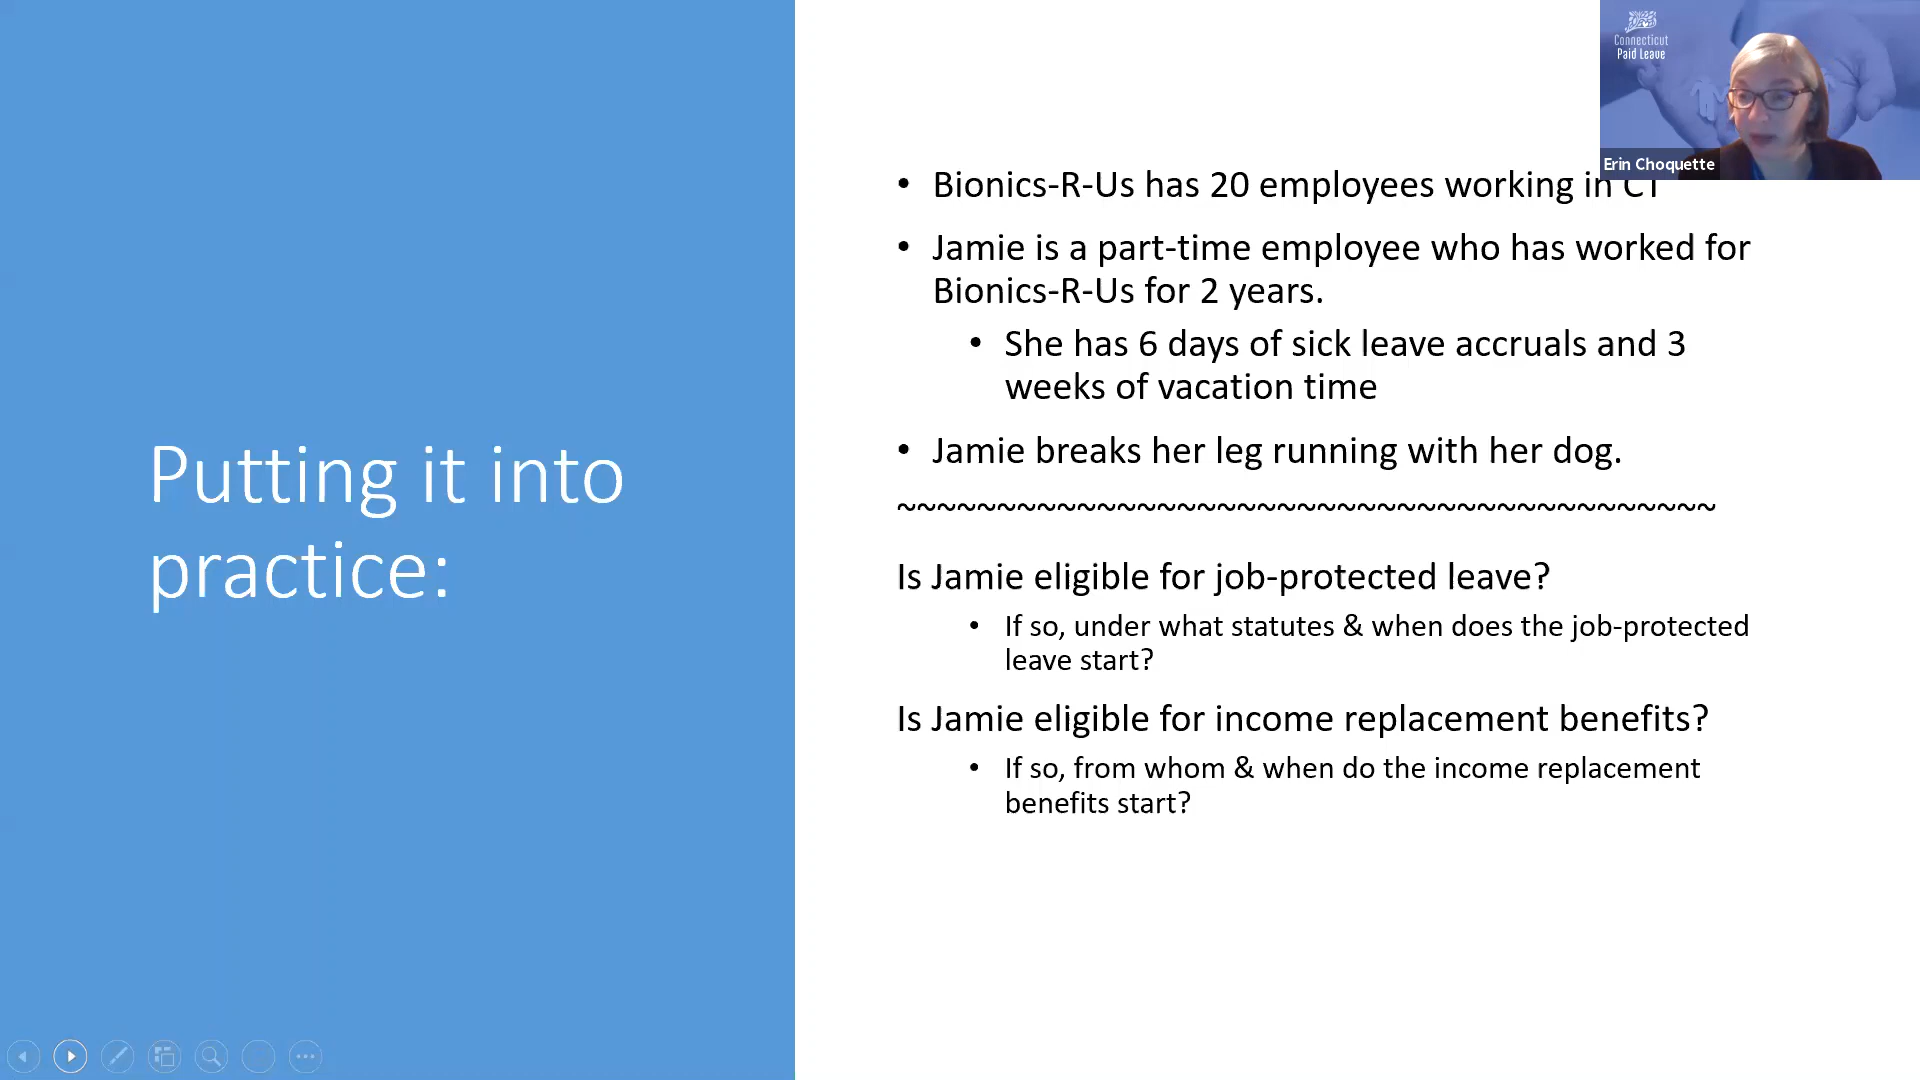 Connecticut
Paid Leave
Erin Choquette
Putting it into
practice:
• Bionics-R-Us has 20 employees working in CT
• Jamie is a part-time employee who has worked for
Bionics-R-Us for 2 years.
• She has 6 days of sick leave accruals and 3
weeks of vacation time
• Jamie breaks her leg running with her dog.
~~~~~~~~~~~~~~~~~~~~~~~~~~~~~~~~~~~~~~~~~
Is Jamie eligible for job-protected leave?
• If so, under what statutes & when does the job-protected
leave start?
Is Jamie eligible for income replacement benefits?
• If so, from whom & when do the income replacement
benefits start?